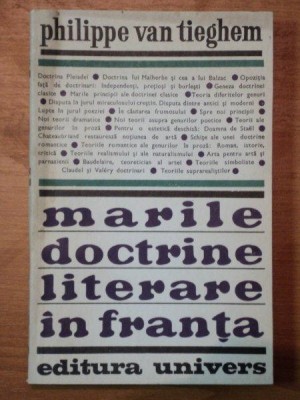 philippe van tieghem
Doctrina Pleiadei ● Doctrina lui Malherbe și cea a lui Balzac ● Opoziția
față de doctrinari: independenți, prețioși și burlești ● Geneza doctrinei
clasice ● Marile principii ale doctrinei clasice ● Teoria diferitelor genuri
● Disputa în jurul miraculosului creștin. Disputa dintre antici și moderni ●
Lupta în jurul poeziei ● În căutarea frumosului ● Spre noi principii ●
Noi teorii dramatice ● Noi teorii asupra genurilor poetice ● Teorii ale
genurilor în proză ● Pentru o estetică deschisă: Doamna de Staël ●
Chateaubriand restaurează noțiunea de artă ● Schița ale unei doctrine
romantice ● Teoriile romantice ale genurilor în proză: Roman, istorie,
critică ● Teoriile realismului și ale naturalismului ● Arta pentru artă și
parnasienii ● Baudelaire, teoretician al artei ● Teoriile simboliste ●
Claudel și Valéry doctrinari ● Teoriile suprarealiștilor ●
marile
doctrine
literare
în franța
editura univers